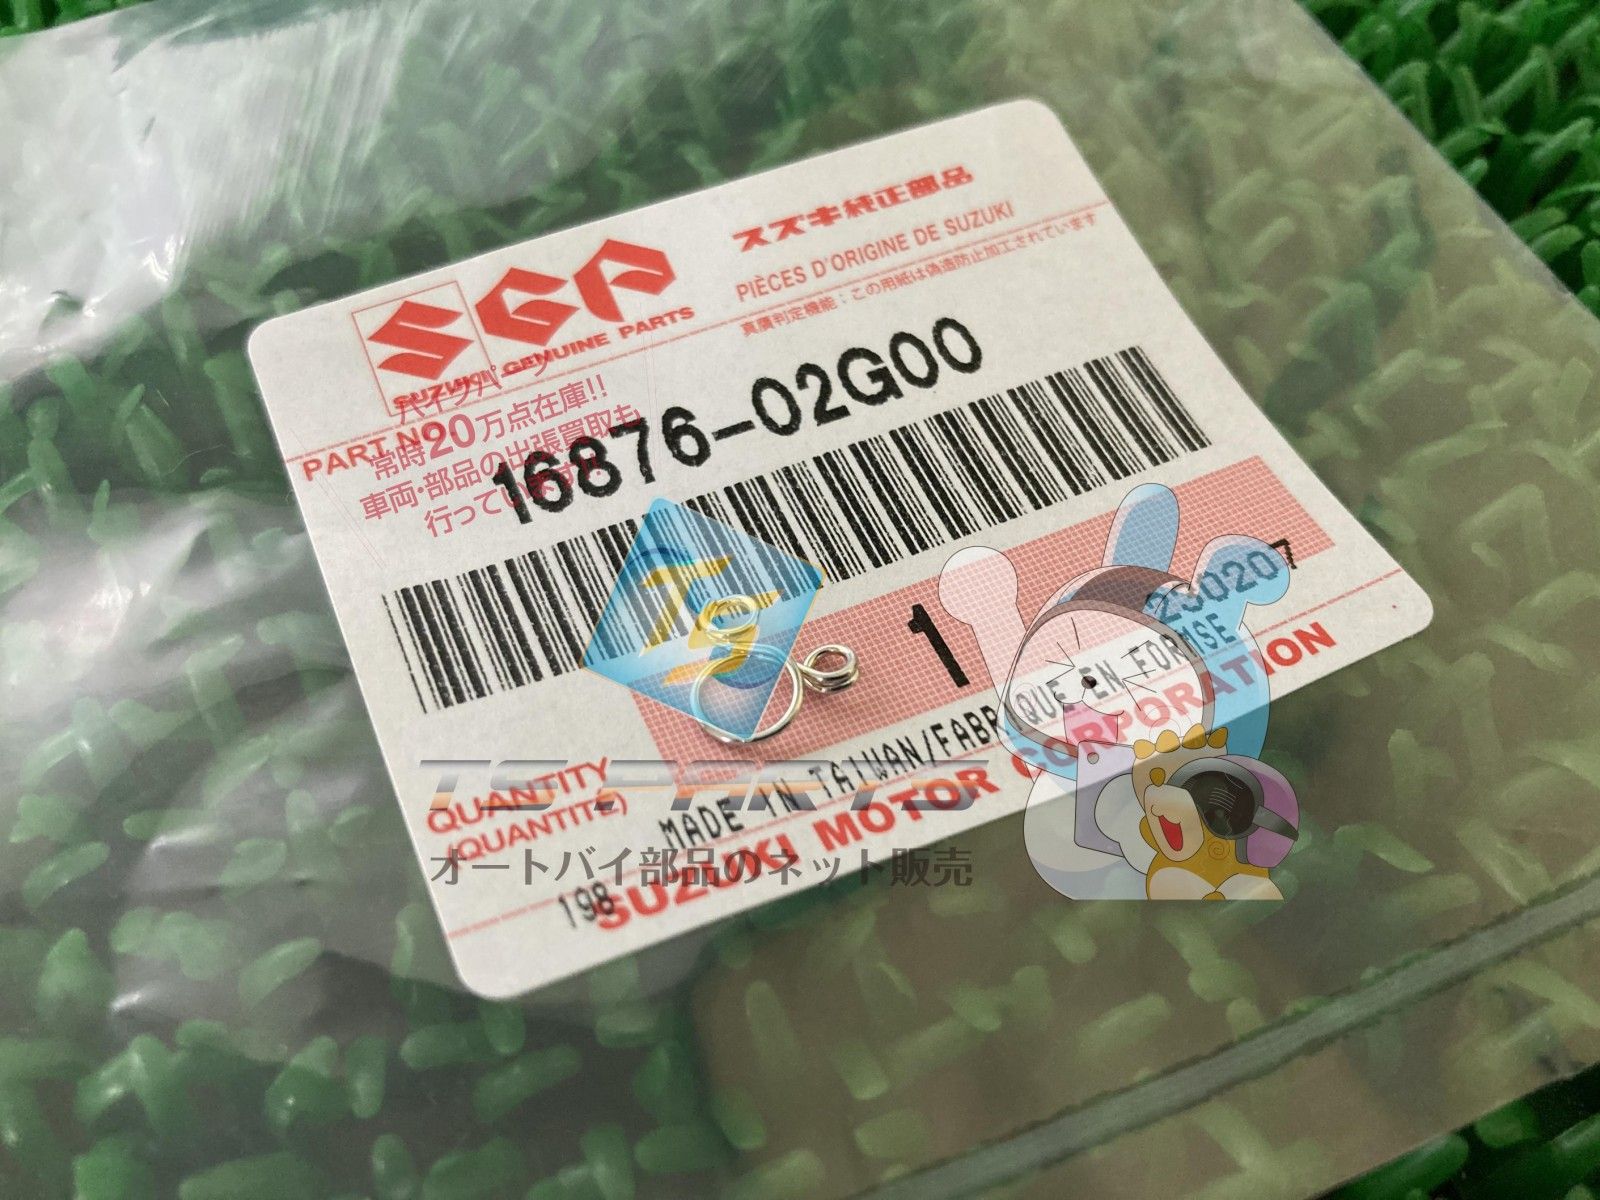 スズキ純正部品
PIÈCES D'ORIGINE DE SUZUKI
真贋判定機能：この用紙は偽造防止加工されています
SGP
SUZUKI GENUINE PARTS
バイクパーツ
常時20万点在庫!!
車両・部品の出張買取も
行っています!!
PART NO.
16876-02G00
1
230207
TS
QUANTITY
(QUANTITÉ)
MADE IN TAIWAN/FABRIQUE EN FORMSE
TS PARTS
オートバイ部品のネット販売
198
SUZUKI MOTOR CORPORATION